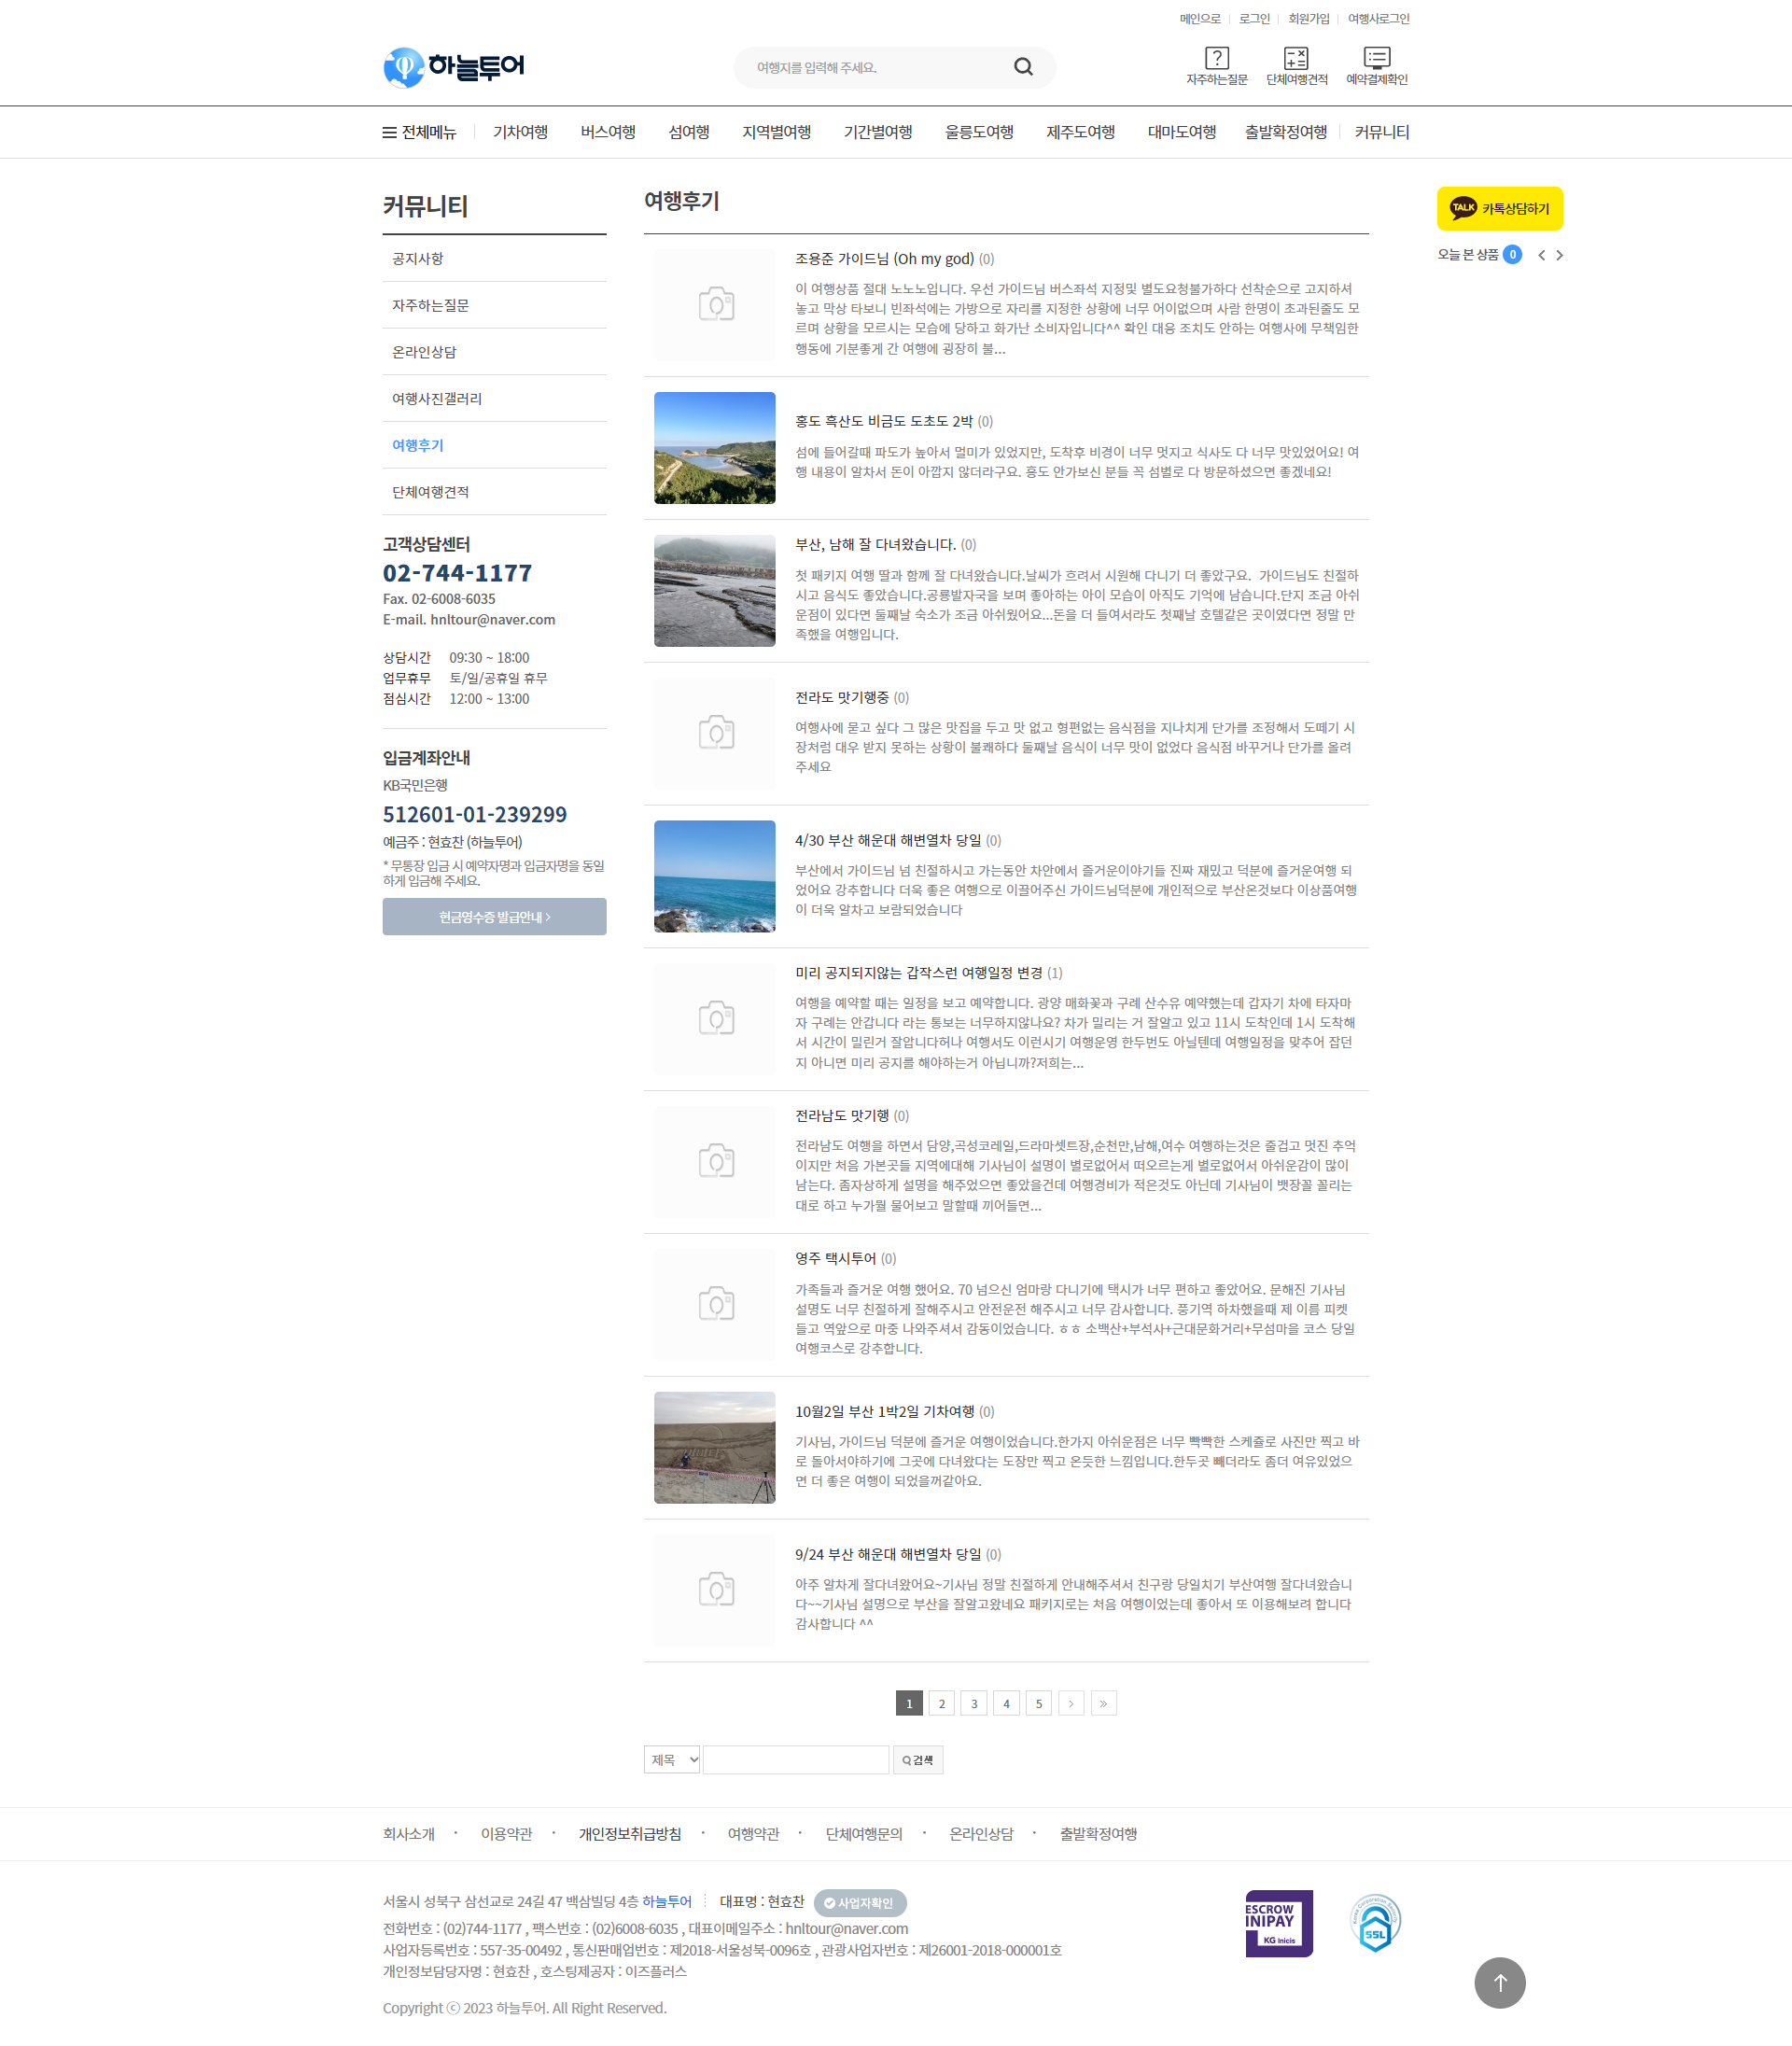 메인으로
로그인
회원가입
여행사로그인
하늘투어
여행지를 입력해 주세요.
자주하는질문
단체여행견적
예약결제확인
전체메뉴
기차여행
버스여행
섬여행
지역별여행
기간별여행
울릉도여행
제주도여행
대마도여행
출발확정여행
커뮤니티
커뮤니티
공지사항
자주하는질문
온라인상담
여행사진갤러리
여행후기
단체여행견적
고객상담센터
02-744-1177
Fax. 02-6008-6035
E-mail. hnltour@naver.com
상담시간 09:30 ~ 18:00
업무휴무 토/일/공휴일 휴무
점심시간 12:00 ~ 13:00
입금계좌안내
KB국민은행
512601-01-239299
예금주 : 현효찬 (하늘투어)
* 무통장 입금 시 예약자명과 입금자명을 동일
하게 입금해 주세요.
현금영수증 발급안내 >
여행후기
조용준 가이드님 (Oh my god) (0)
이 여행상품 절대 노노노입니다. 우선 가이드님 버스좌석 지정및 별도요청불가하다 선착순으로 고지하셔
놓고 막상 타보니 빈좌석에는 가방으로 자리를 지정한 상황에 너무 어이없으며 사람 한명이 초과된줄도 모
르며 상황을 모르시는 모습에 당하고 화가난 소비자입니다^^ 확인 대응 조치도 안하는 여행사에 무책임한
행동에 기분좋게 간 여행에 굉장히 불...
홍도 흑산도 비금도 도초도 2박 (0)
섬에 들어갈때 파도가 높아서 멀미가 있었지만, 도착후 비경이 너무 멋지고 식사도 다 너무 맛있었어요! 여
행 내용이 알차서 돈이 아깝지 않더라구요. 홍도 안가보신 분들 꼭 섬별로 다 방문하셨으면 좋겠네요!
부산, 남해 잘 다녀왔습니다. (0)
첫 패키지 여행 딸과 함께 잘 다녀왔습니다.날씨가 흐려서 시원해 다니기 더 좋았구요.  가이드님도 친절하
시고 음식도 좋았습니다.공룡발자국을 보며 좋아하는 아이 모습이 아직도 기억에 남습니다.단지 조금 아쉬
운점이 있다면 둘째날 숙소가 조금 아쉬웠어요...돈을 더 들여서라도 첫째날 호텔같은 곳이였다면 정말 만
족했을 여행입니다.
전라도 맛기행중 (0)
여행사에 묻고 싶다 그 많은 맛집을 두고 맛 없고 형편없는 음식점을 지나치게 단가를 조정해서 도떼기 시
장처럼 대우 받지 못하는 상황이 불쾌하다 둘째날 음식이 너무 맛이 없었다 음식점 바꾸거나 단가를 올려
주세요
4/30 부산 해운대 해변열차 당일 (0)
부산에서 가이드님 넘 친절하시고 가는동안 차안에서 즐거운이야기들 진짜 재밌고 덕분에 즐거운여행 되
었어요 강추합니다 더욱 좋은 여행으로 이끌어주신 가이드님덕분에 개인적으로 부산온것보다 이상품여행
이 더욱 알차고 보람되었습니다
미리 공지되지않는 갑작스런 여행일정 변경 (1)
여행을 예약할 때는 일정을 보고 예약합니다. 광양 매화꽃과 구례 산수유 예약했는데 갑자기 차에 타자마
자 구례는 안갑니다 라는 통보는 너무하지않나요? 차가 밀리는 거 잘알고 있고 11시 도착인데 1시 도착해
서 시간이 밀린거 잘압니다허나 여행서도 이런시기 여행운영 한두번도 아닐텐데 여행일정을 맞추어 잡던
지 아니면 미리 공지를 해야하는거 아닙니까?저희는...
전라남도 맛기행 (0)
전라남도 여행을 하면서 담양,곡성코레일,드라마셋트장,순천만,남해,여수 여행하는것은 줄겁고 멋진 추억
이지만 처음 가본곳들 지역에대해 기사님이 설명이 별로없어서 떠오르는게 별로없어서 아쉬운감이 많이
남는다. 좀자상하게 설명을 해주었으면 좋았을건데 여행경비가 적은것도 아닌데 기사님이 뱃장꼴 꼴리는
대로 하고 누가뭘 물어보고 말할때 끼어들면...
영주 택시투어 (0)
가족들과 즐거운 여행 했어요. 70 넘으신 엄마랑 다니기에 택시가 너무 편하고 좋았어요. 문해진 기사님
설명도 너무 친절하게 잘해주시고 안전운전 해주시고 너무 감사합니다. 풍기역 하차했을때 제 이름 피켓
들고 역앞으로 마중 나와주셔서 감동이었습니다. ㅎㅎ 소백산+부석사+근대문화거리+무섬마을 코스 당일
여행코스로 강추합니다.
10월2일 부산 1박2일 기차여행 (0)
기사님, 가이드님 덕분에 즐거운 여행이었습니다.한가지 아쉬운점은 너무 빡빡한 스케쥴로 사진만 찍고 바
로 돌아서야하기에 그곳에 다녀왔다는 도장만 찍고 온듯한 느낌입니다.한두곳 빼더라도 좀더 여유있었으
면 더 좋은 여행이 되었을꺼같아요.
9/24 부산 해운대 해변열차 당일 (0)
아주 알차게 잘다녀왔어요~기사님 정말 친절하게 안내해주셔서 친구랑 당일치기 부산여행 잘다녀왔습니
다~~기사님 설명으로 부산을 잘알고왔네요 패키지로는 처음 여행이었는데 좋아서 또 이용해보려 합니다
감사합니다 ^^
1 2 3 4 5 > »
제목
검색
TALK 카톡상담하기
오늘 본 상품 0
회사소개 · 이용약관 · 개인정보취급방침 · 여행약관 · 단체여행문의 · 온라인상담 · 출발확정여행
서울시 성북구 삼선교로 24길 47 백삼빌딩 4층 하늘투어 대표명 : 현효찬 사업자확인
전화번호 : (02)744-1177 , 팩스번호 : (02)6008-6035 , 대표이메일주소 : hnltour@naver.com
사업자등록번호 : 557-35-00492 , 통신판매업번호 : 제2018-서울성북-0096호 , 관광사업자번호 : 제26001-2018-000001호
개인정보담당자명 : 현효찬 , 호스팅제공자 : 이즈플러스
Copyright ⓒ 2023 하늘투어. All Right Reserved.
ESCROW
INIPAY
KG Inicis
SSL